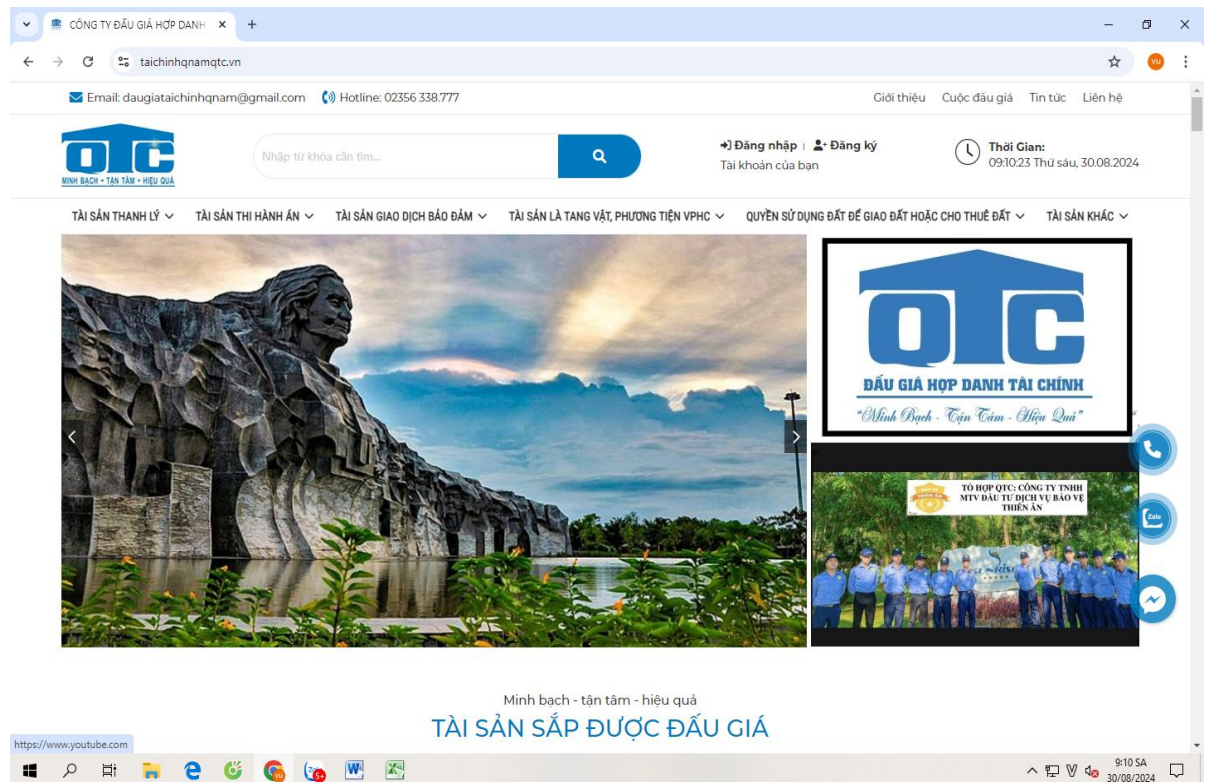 CÔNG TY ĐẤU GIÁ HỢP DANH
taichinhqnamqtc.vn
vu
Email: daugiataichinhqnam@gmail.com Hotline: 02356 338.777
Giới thiệu Cuộc đấu giá Tin tức Liên hệ
QTC
MINH BẠCH - TẬN TÂM - HIỆU QUẢ
Nhập từ khóa cần tìm...
Đăng nhập | Đăng ký
Tài khoản của bạn
Thời Gian:
09:10:23 Thứ sáu, 30.08.2024
TÀI SẢN THANH LÝ TÀI SẢN THI HÀNH ÁN TÀI SẢN GIAO DỊCH BẢO ĐẢM TÀI SẢN LÀ TANG VẬT, PHƯƠNG TIỆN VPHC QUYỀN SỬ DỤNG ĐẤT ĐỂ GIAO ĐẤT HOẶC CHO THUÊ ĐẤT TÀI SẢN KHÁC
QTC
ĐẤU GIÁ HỢP DANH TÀI CHÍNH
"Minh Bạch - Tận Tâm - Hiệu Quả"
TỔ HỢP QTC: CÔNG TY TNHH
MTV ĐẦU TƯ DỊCH VỤ BẢO VỆ
THIÊN ÂN
Zalo
Minh bạch - tận tâm - hiệu quả
TÀI SẢN SẮP ĐƯỢC ĐẤU GIÁ
https://www.youtube.com
5+
9:10 SA
30/08/2024